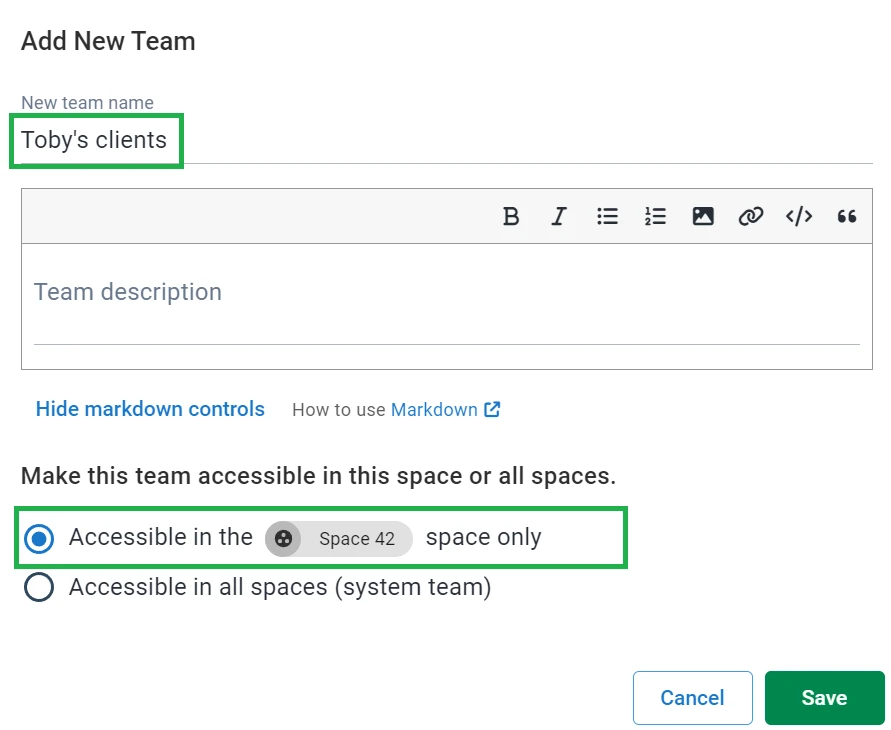 Add New Team
New team name
Toby's clients
Team description
Hide markdown controls How to use Markdown
Make this team accessible in this space or all spaces.
Accessible in the Space 42 space only
Accessible in all spaces (system team)
Cancel Save